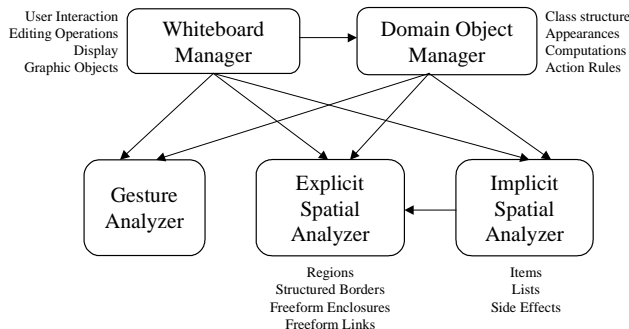 User Interaction
Editing Operations
Display
Graphic Objects
Whiteboard
Manager
Domain Object
Manager
Class structure
Appearances
Computations
Action Rules
Gesture
Analyzer
Explicit
Spatial
Analyzer
Implicit
Spatial
Analyzer
Regions
Structured Borders
Freeform Enclosures
Freeform Links
Items
Lists
Side Effects